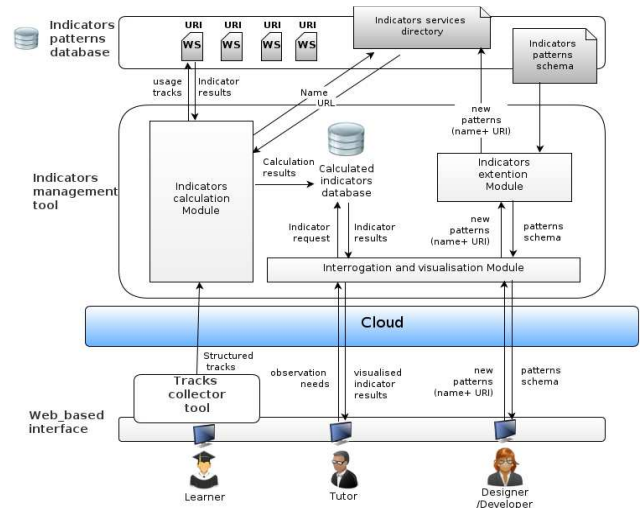 Indicators
patterns
database
URI
URI
URI
URI
WS
WS
WS
WS
Indicators services
directory
Indicators
patterns
schema
usage
tracks
Indicator
results
Name
URL
new
patterns
(name+ URI)
Indicators
management
tool
Indicators
calculation
Module
Calculation
results
Calculated
indicators
database
Indicators
extention
Module
Indicator
request
Indicator
results
new
patterns
(name+ URI)
patterns
schema
Interrogation and visualisation Module
Cloud
Structured
tracks
Tracks
collector
tool
observation
needs
visualised
indicator
results
new
patterns
(name+ URI)
patterns
schema
Web_based
interface
Learner
Tutor
Designer
/Developer